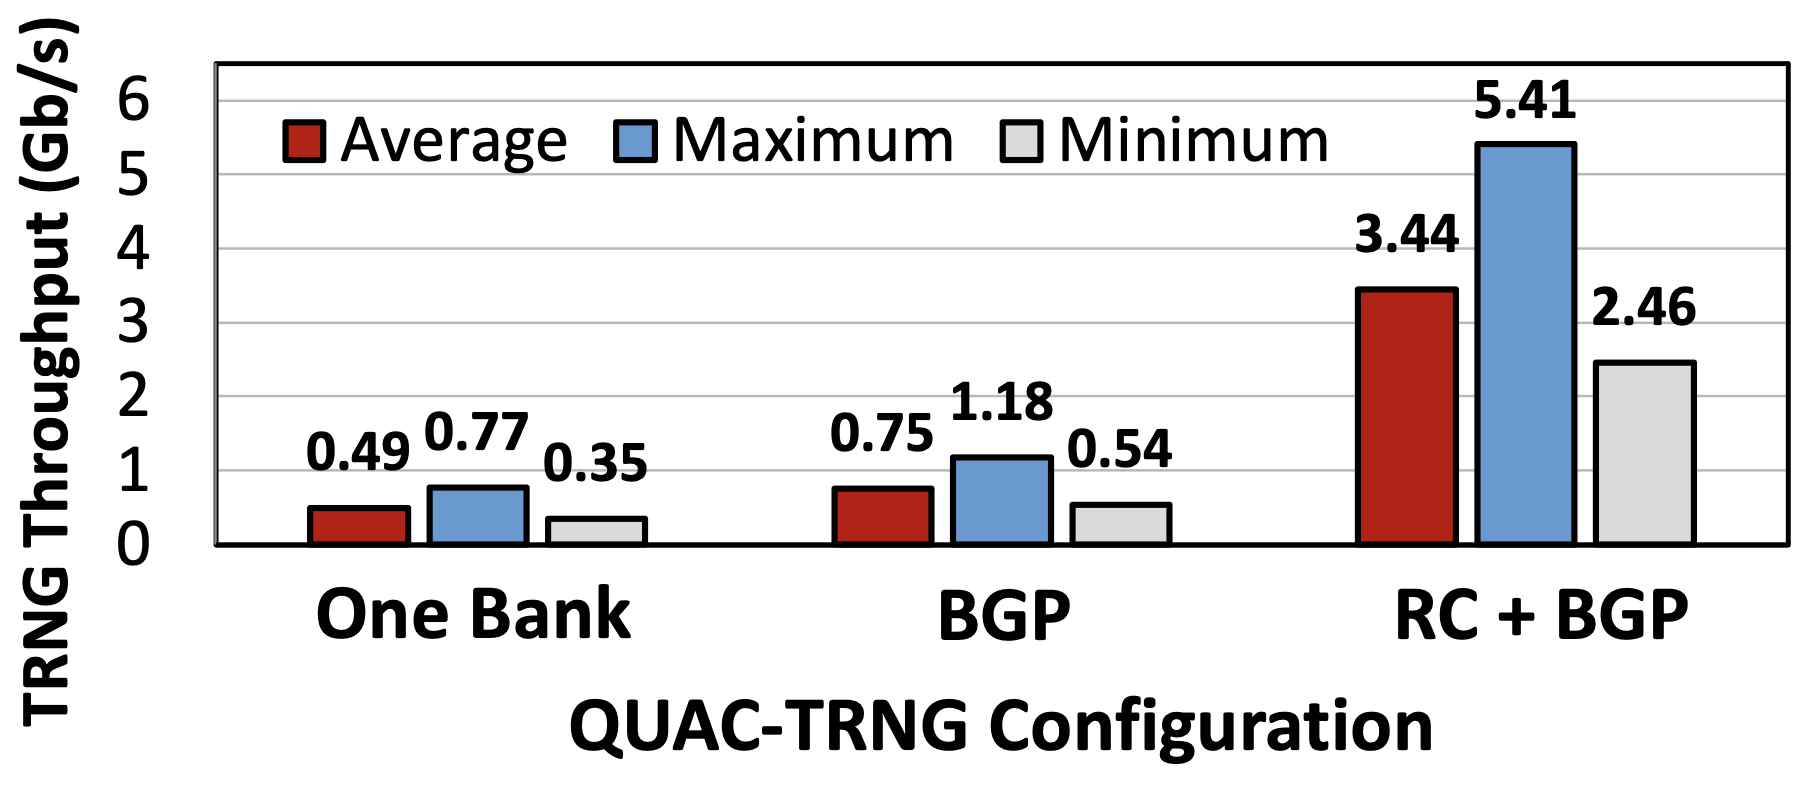 TRNG Throughput (Gb/s)
6
5
4
3
2
1
0
Average Maximum Minimum
0.49 0.77 0.35
0.75 1.18 0.54
3.44 5.41 2.46
One Bank BGP RC + BGP
QUAC-TRNG Configuration